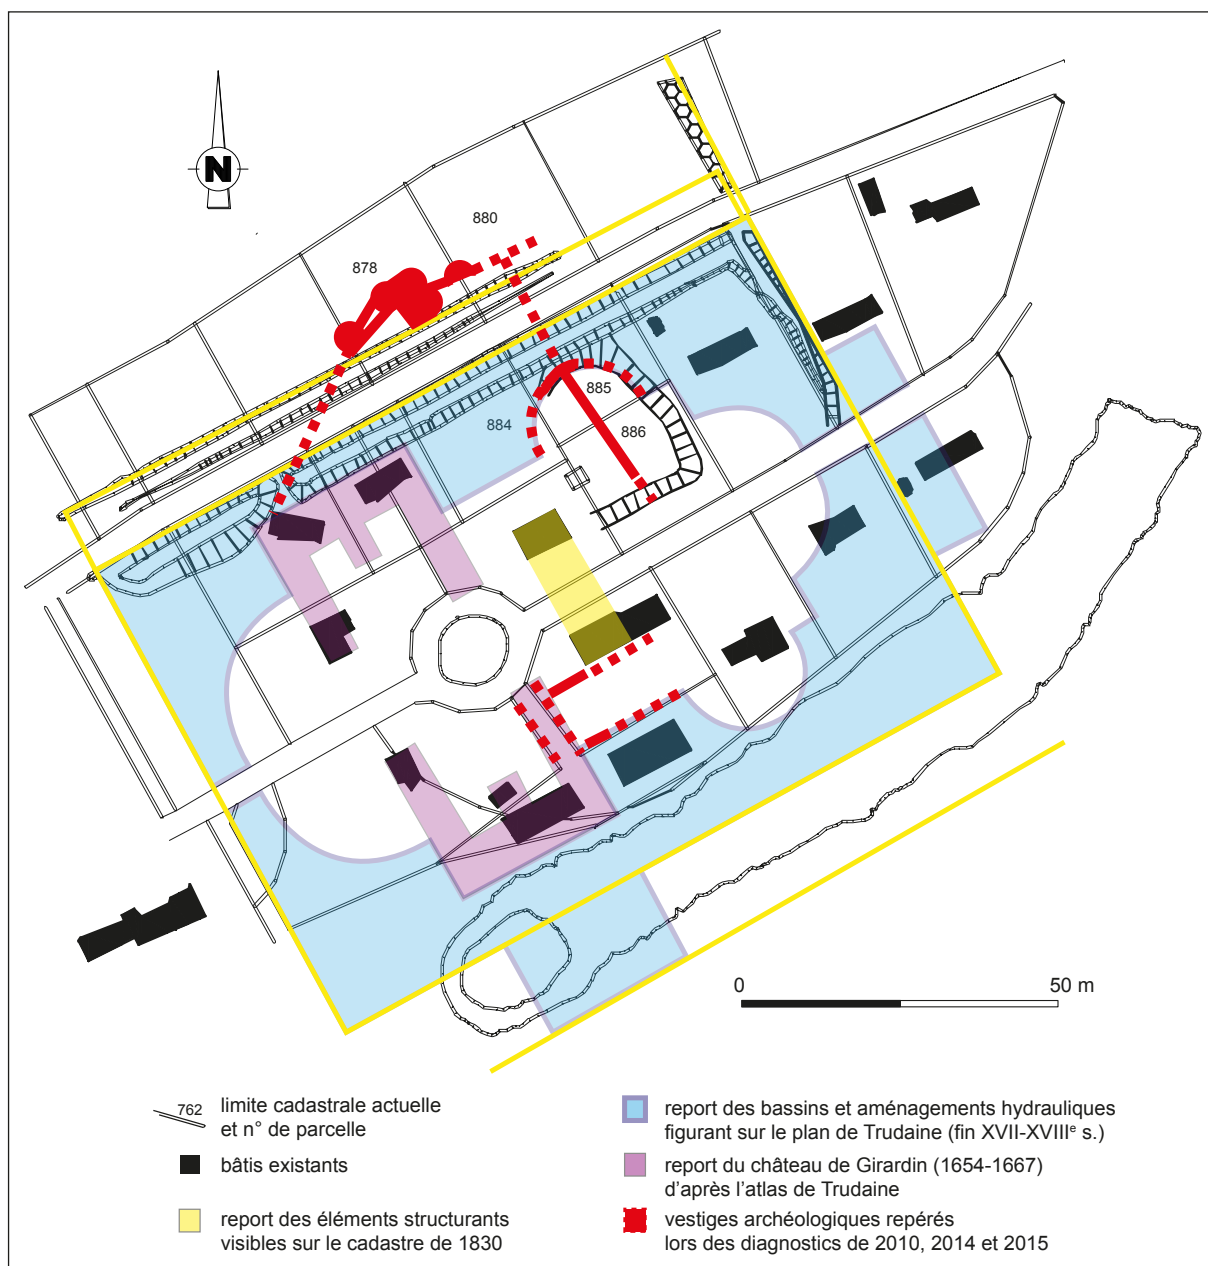 N
880
878
885
884
886
0 50 m
762 limite cadastrale actuelle
et n° de parcelle
bâtis existants
report des éléments structurants
visibles sur le cadastre de 1830
report des bassins et aménagements hydrauliques
figurant sur le plan de Trudaine (fin XVII-XVIIIe s.)
report du château de Girardin (1654-1667)
d'après l'atlas de Trudaine
vestiges archéologiques repérés
lors des diagnostics de 2010, 2014 et 2015